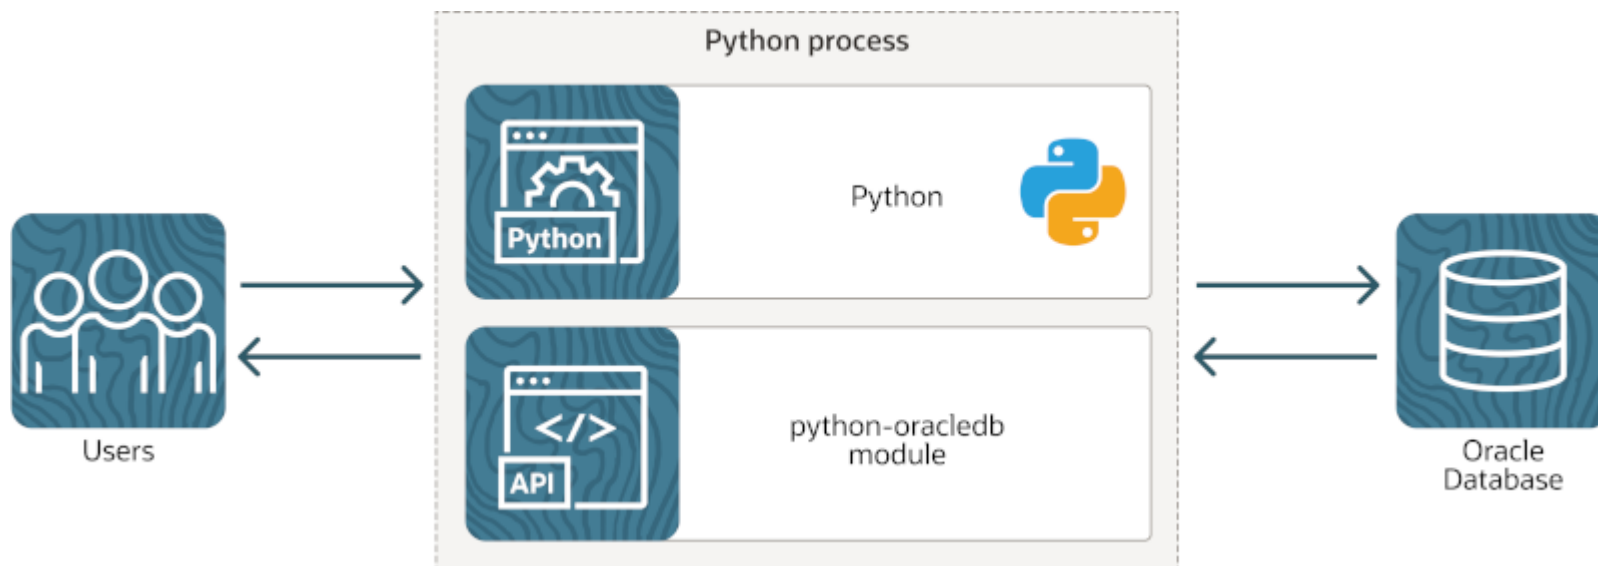 Python process
Python
Python
Users
API
python-oracledb
module
Oracle
Database